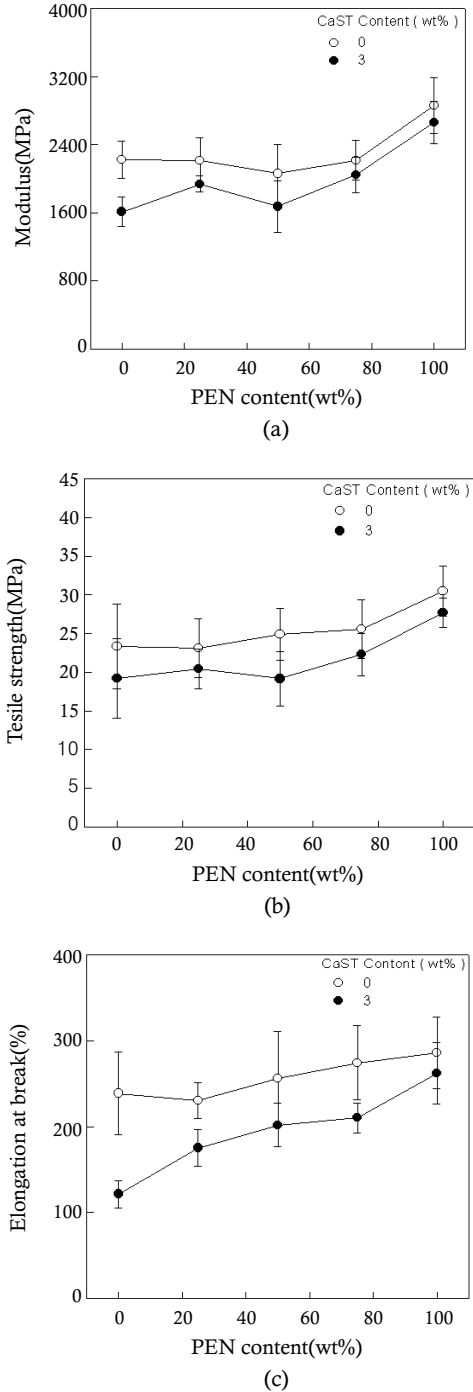 CaST Content ( wt% )
0
3
4000
3200
2400
1600
800
0
Modulus(MPa)
0 20 40 60 80 100
PEN content(wt%)
(a)
CaST Content ( wt% )
0
3
45
40
35
30
25
20
15
10
5
0
Tesile strength(MPa)
0 20 40 60 80 100
PEN content(wt%)
(b)
CaST Contont ( wt% )
0
3
400
300
200
100
0
Elongation at break(%)
0 20 40 60 80 100
PEN content(wt%)
(c)